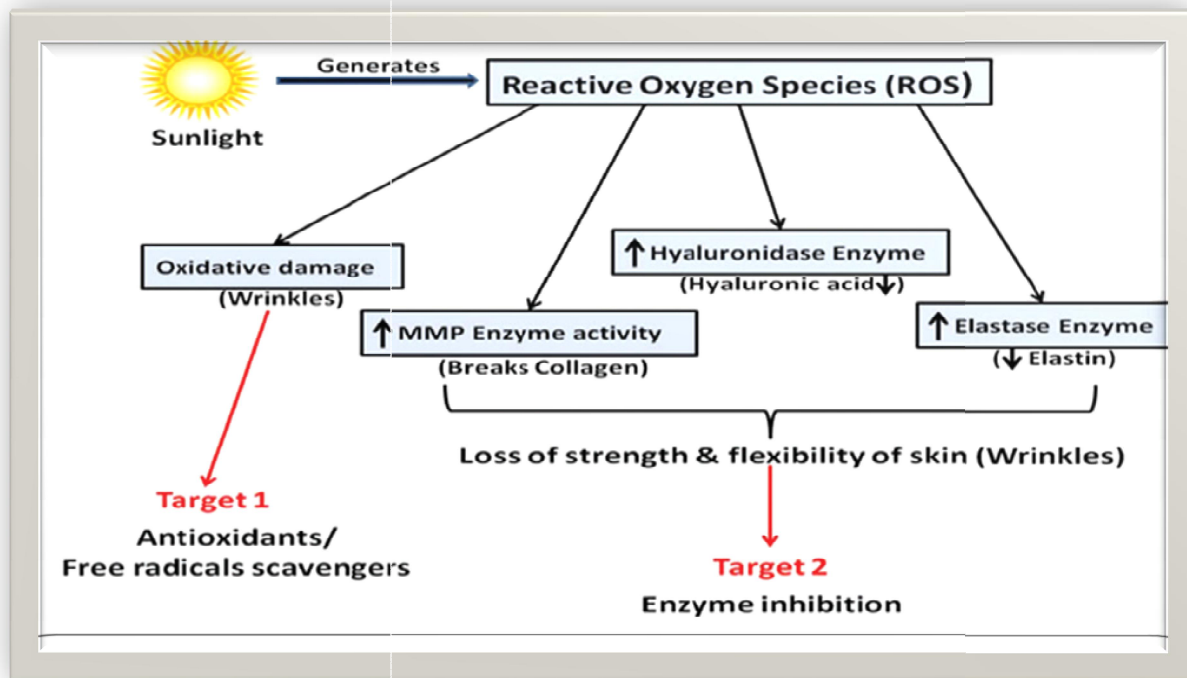 Generates
Reactive Oxygen Species (ROS)
Sunlight
Oxidative damage
(Wrinkles)
↑ Hyaluronidase Enzyme
(Hyaluronic acid↓)
↑ MMP Enzyme activity
(Breaks Collagen)
↑ Elastase Enzyme
(↓ Elastin)
Loss of strength & flexibility of skin (Wrinkles)
Target 1
Antioxidants/
Free radicals scavengers
Target 2
Enzyme inhibition